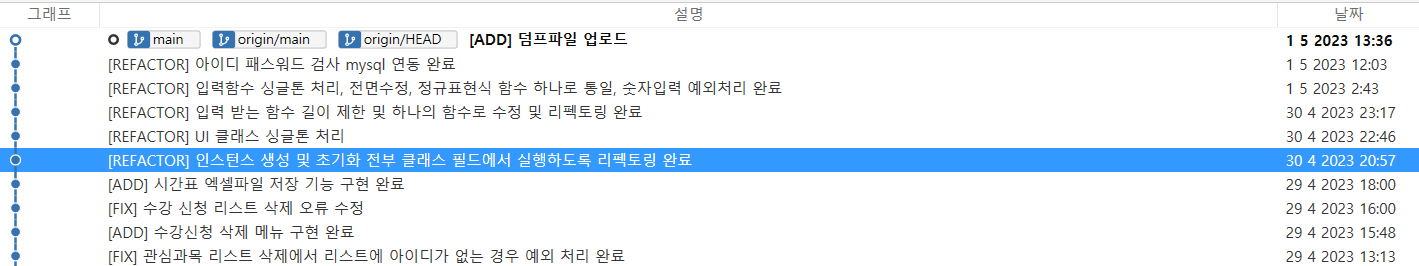 그래프 설명 날짜
main origin/main origin/HEAD [ADD] 덤프파일 업로드 1 5 2023 13:36
[REFACTOR] 아이디 패스워드 검사 mysql 연동 완료 1 5 2023 12:03
[REFACTOR] 입력함수 싱글톤 처리, 전면수정, 정규표현식 함수 하나로 통일, 숫자입력 예외처리 완료 1 5 2023 2:43
[REFACTOR] 입력 받는 함수 길이 제한 및 하나의 함수로 수정 및 리펙토링 완료 30 4 2023 23:17
[REFACTOR] UI 클래스 싱글톤 처리 30 4 2023 22:46
[REFACTOR] 인스턴스 생성 및 초기화 전부 클래스 필드에서 실행하도록 리펙토링 완료 30 4 2023 20:57
[ADD] 시간표 엑셀파일 저장 기능 구현 완료 29 4 2023 18:00
[FIX] 수강 신청 리스트 삭제 오류 수정 29 4 2023 16:00
[ADD] 수강신청 삭제 메뉴 구현 완료 29 4 2023 15:48
[FIX] 관심과목 리스트 삭제에서 리스트에 아이디가 없는 경우 예외 처리 완료 29 4 2023 13:13